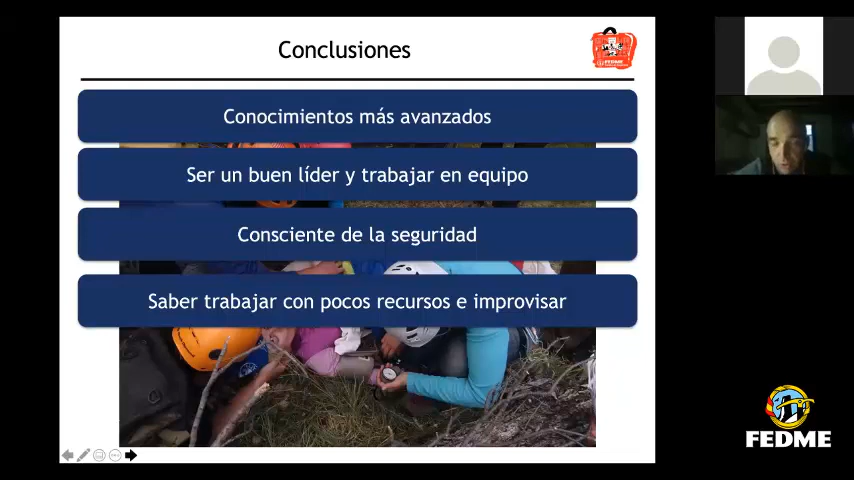 Conclusiones
FEDME
Conocimientos más avanzados
Ser un buen líder y trabajar en equipo
Consciente de la seguridad
Saber trabajar con pocos recursos e improvisar
FEDME